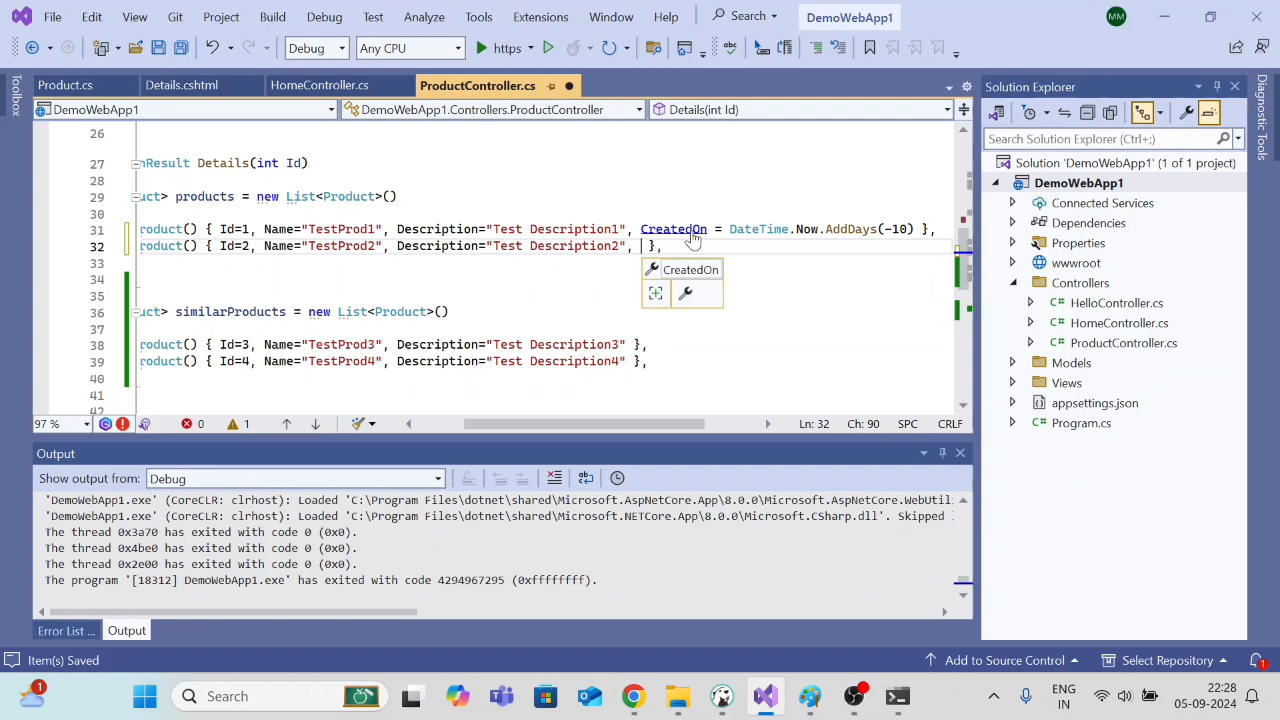 File Edit View Git Project Build Debug Test Analyze Tools Extensions Window Help Search DemoWebApp1 MM
Debug Any CPU https
Toolbox
Product.cs Details.cshtml HomeController.cs ProductController.cs
DemoWebApp1 DemoWebApp1.Controllers.ProductController Details(int Id)
26
27 nResult Details(int Id)
28
29 uct> products = new List<Product>()
30
31 roduct() { Id=1, Name="TestProd1", Description="Test Description1", CreatedOn = DateTime.Now.AddDays(-10) },
32 roduct() { Id=2, Name="TestProd2", Description="Test Description2", },
33
CreatedOn
34
35
36 uct> similarProducts = new List<Product>()
37
38 roduct() { Id=3, Name="TestProd3", Description="Test Description3" },
39 roduct() { Id=4, Name="TestProd4", Description="Test Description4" },
40
41
42
97 % 0 1 Ln: 32 Ch: 90 SPC CRLF
Output
Show output from: Debug
'DemoWebApp1.exe' (CoreCLR: clrhost): Loaded 'C:\Program Files\dotnet\shared\Microsoft.AspNetCore.App\8.0.0\Microsoft.AspNetCore.WebUtil
'DemoWebApp1.exe' (CoreCLR: clrhost): Loaded 'C:\Program Files\dotnet\shared\Microsoft.NETCore.App\8.0.0\Microsoft.CSharp.dll'. Skipped
The thread 0x3a70 has exited with code 0 (0x0).
The thread 0x4be0 has exited with code 0 (0x0).
The thread 0x2e00 has exited with code 0 (0x0).
The program '[18312] DemoWebApp1.exe' has exited with code 4294967295 (0xffffffff).
Error List ... Output
Solution Explorer
Search Solution Explorer (Ctrl+;)
Solution 'DemoWebApp1' (1 of 1 project)
DemoWebApp1
Connected Services
Dependencies
Properties
wwwroot
Controllers
HelloController.cs
HomeController.cs
ProductController.cs
Models
Views
appsettings.json
Program.cs
Diagnostic Tools
Item(s) Saved Add to Source Control Select Repository 1
1 Search ENG IN 22:28 05-09-2024